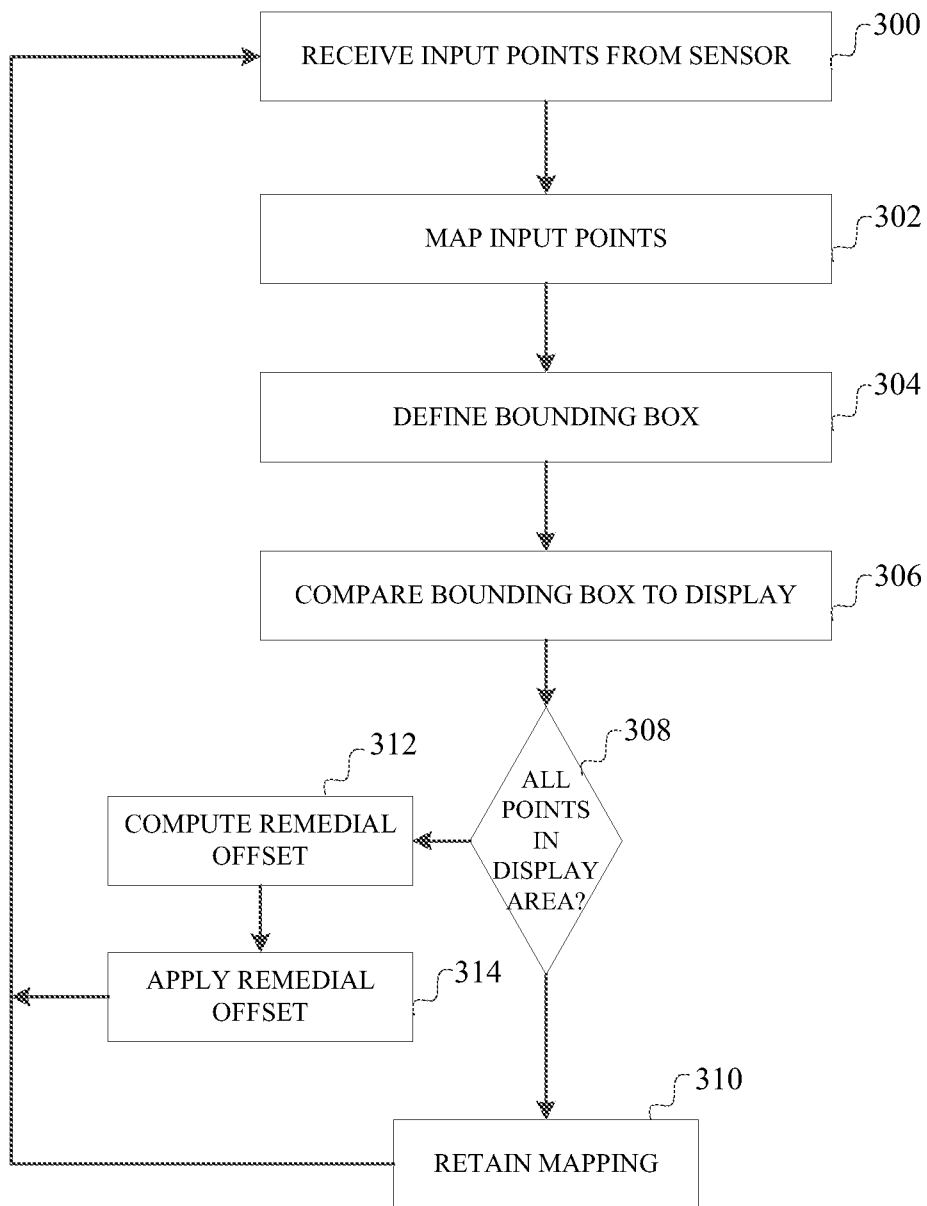 RECEIVE INPUT POINTS FROM SENSOR
300
MAP INPUT POINTS
302
DEFINE BOUNDING BOX
304
COMPARE BOUNDING BOX TO DISPLAY
306
ALL
POINTS
IN
DISPLAY
AREA?
308
312
COMPUTE REMEDIAL
OFFSET
APPLY REMEDIAL
OFFSET
314
310
RETAIN MAPPING